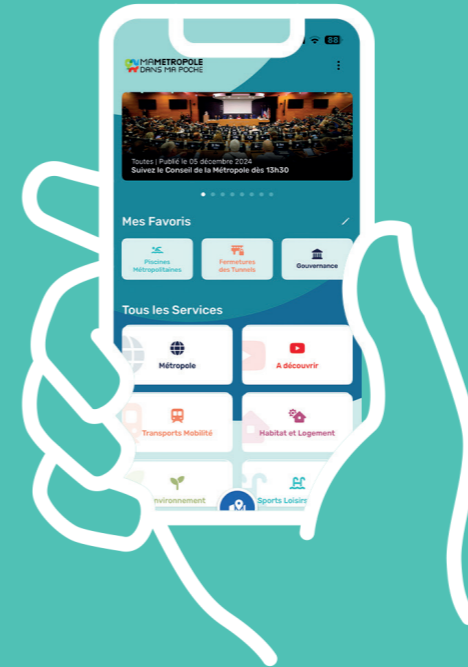 88
MAMETROPOLE
DANS MA POCHE
Toutes | Publié le 05 décembre 2024
Suivez le Conseil de la Métropole dès 13h30
Mes Favoris
Piscines
Métropolitaines
Fermetures
des Tunnels
Gouvernance
Tous les Services
Métropole
A découvrir
Transports Mobilité
Habitat et Logement
nvironnement
Sports Loisirs